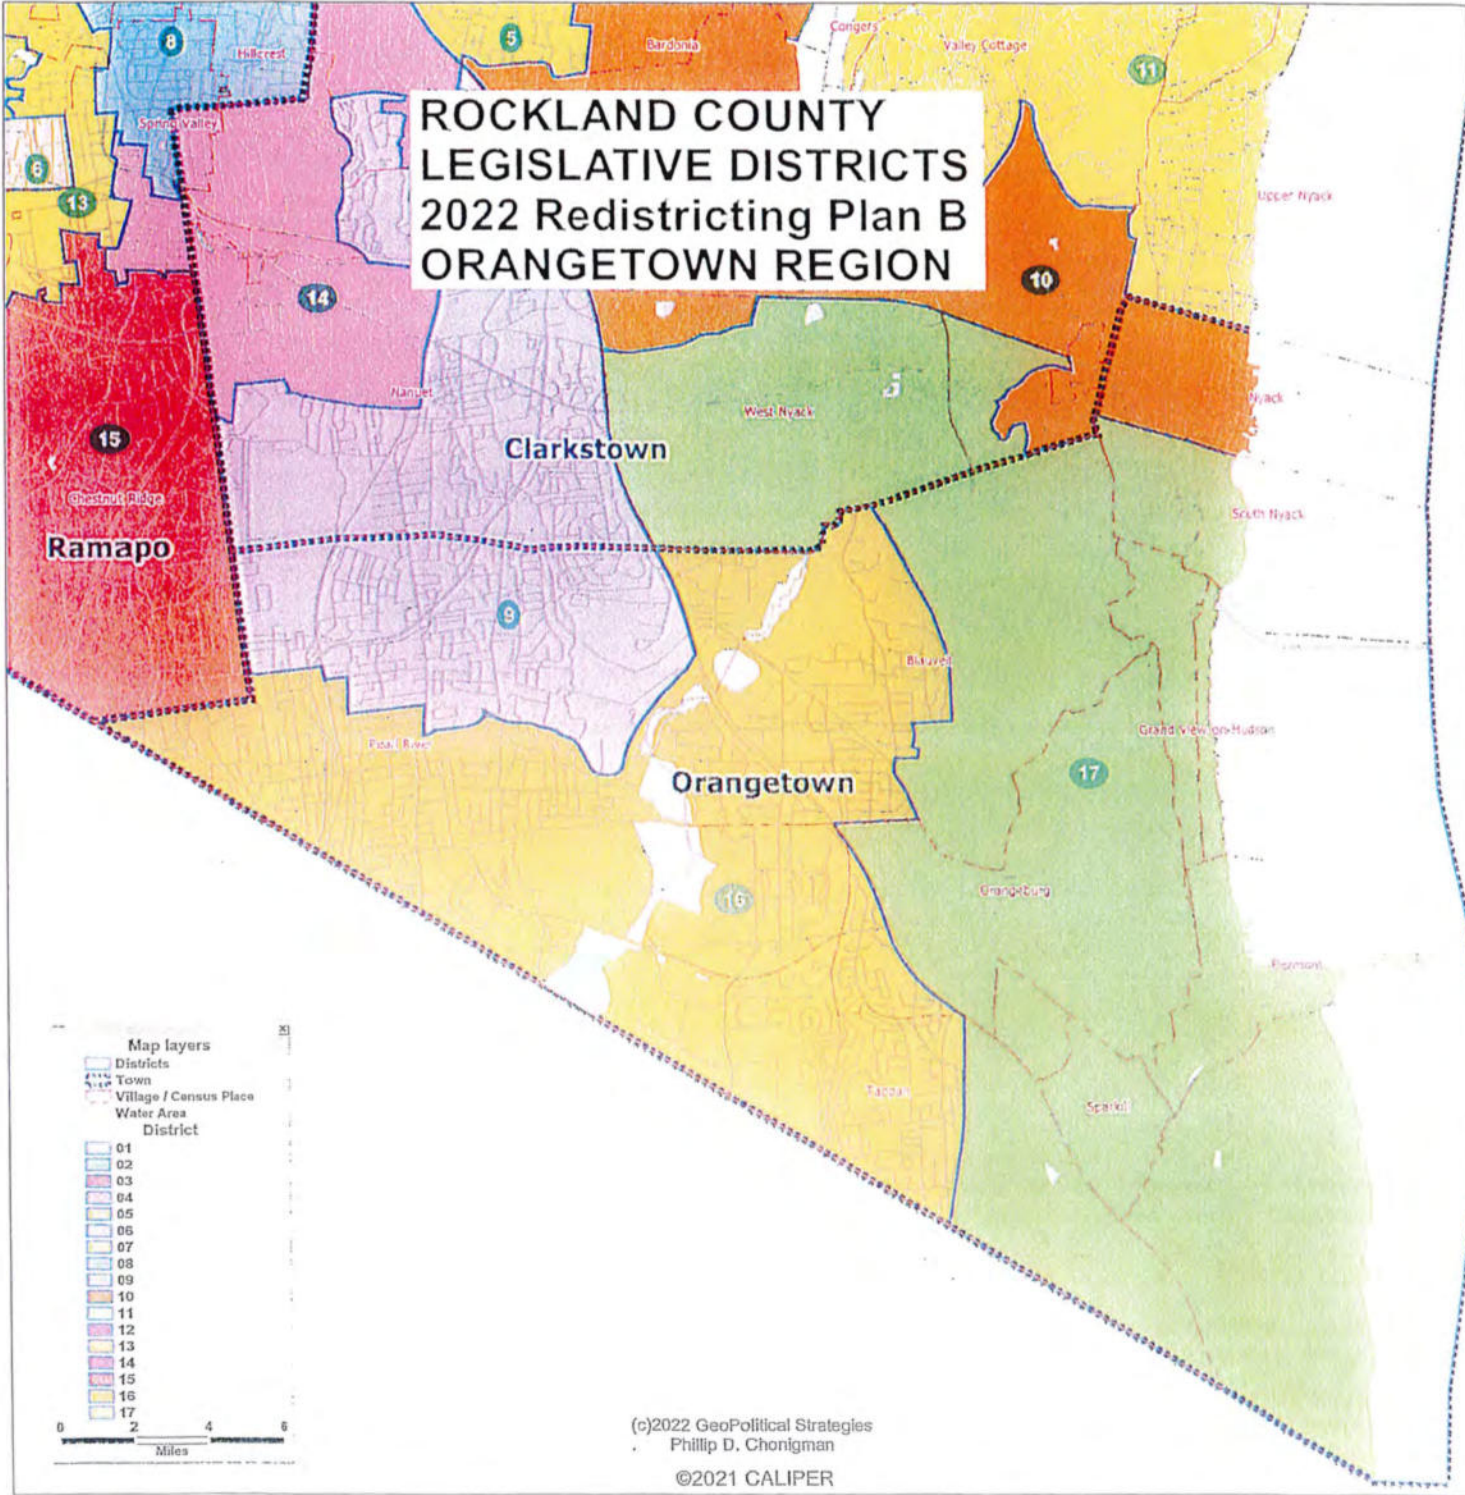 8
Hillcrest
5
Bardonia
Congers
Valley Cottage
11
Spring Valley
ROCKLAND COUNTY
LEGISLATIVE DISTRICTS
2022 Redistricting Plan B
ORANGETOWN REGION
6
13
Upper Nyack
14
10
Nanuet
Nyack
West Nyack
15
Clarkstown
Chestnut Ridge
South Nyack
Ramapo
9
Blauvelt
Grand View-on-Hudson
Pearl River
Orangetown
17
Orangeburg
16
Piermont
Map layers
Districts
Town
Village / Census Place
Water Area
District
01
02
03
04
05
06
07
08
09
10
11
12
13
14
15
16
17
Tappan
Sparkill
0 2 4 6
Miles
(c)2022 GeoPolitical Strategies
Phillip D. Chonigman
©2021 CALIPER